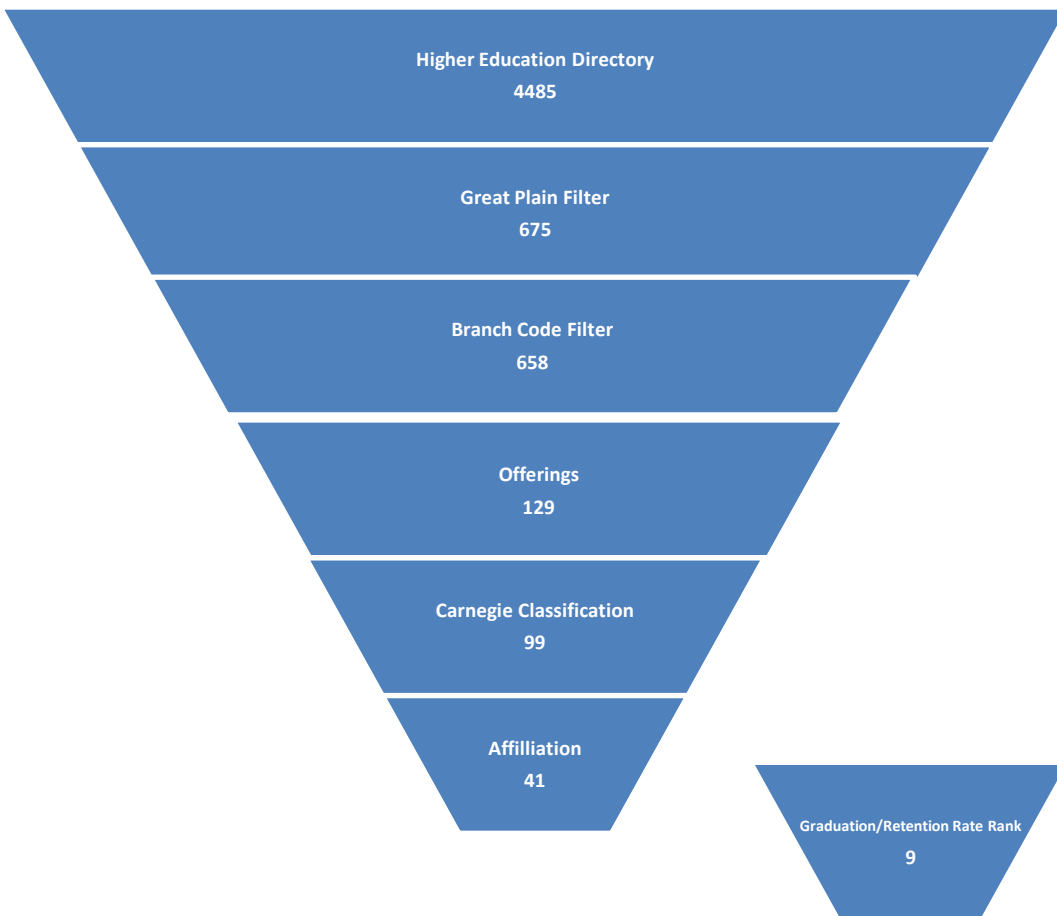 Higher Education Directory
4485
Great Plain Filter
675
Branch Code Filter
658
Offerings
129
Carnegie Classification
99
Affilliation
41
Graduation/Retention Rate Rank
9